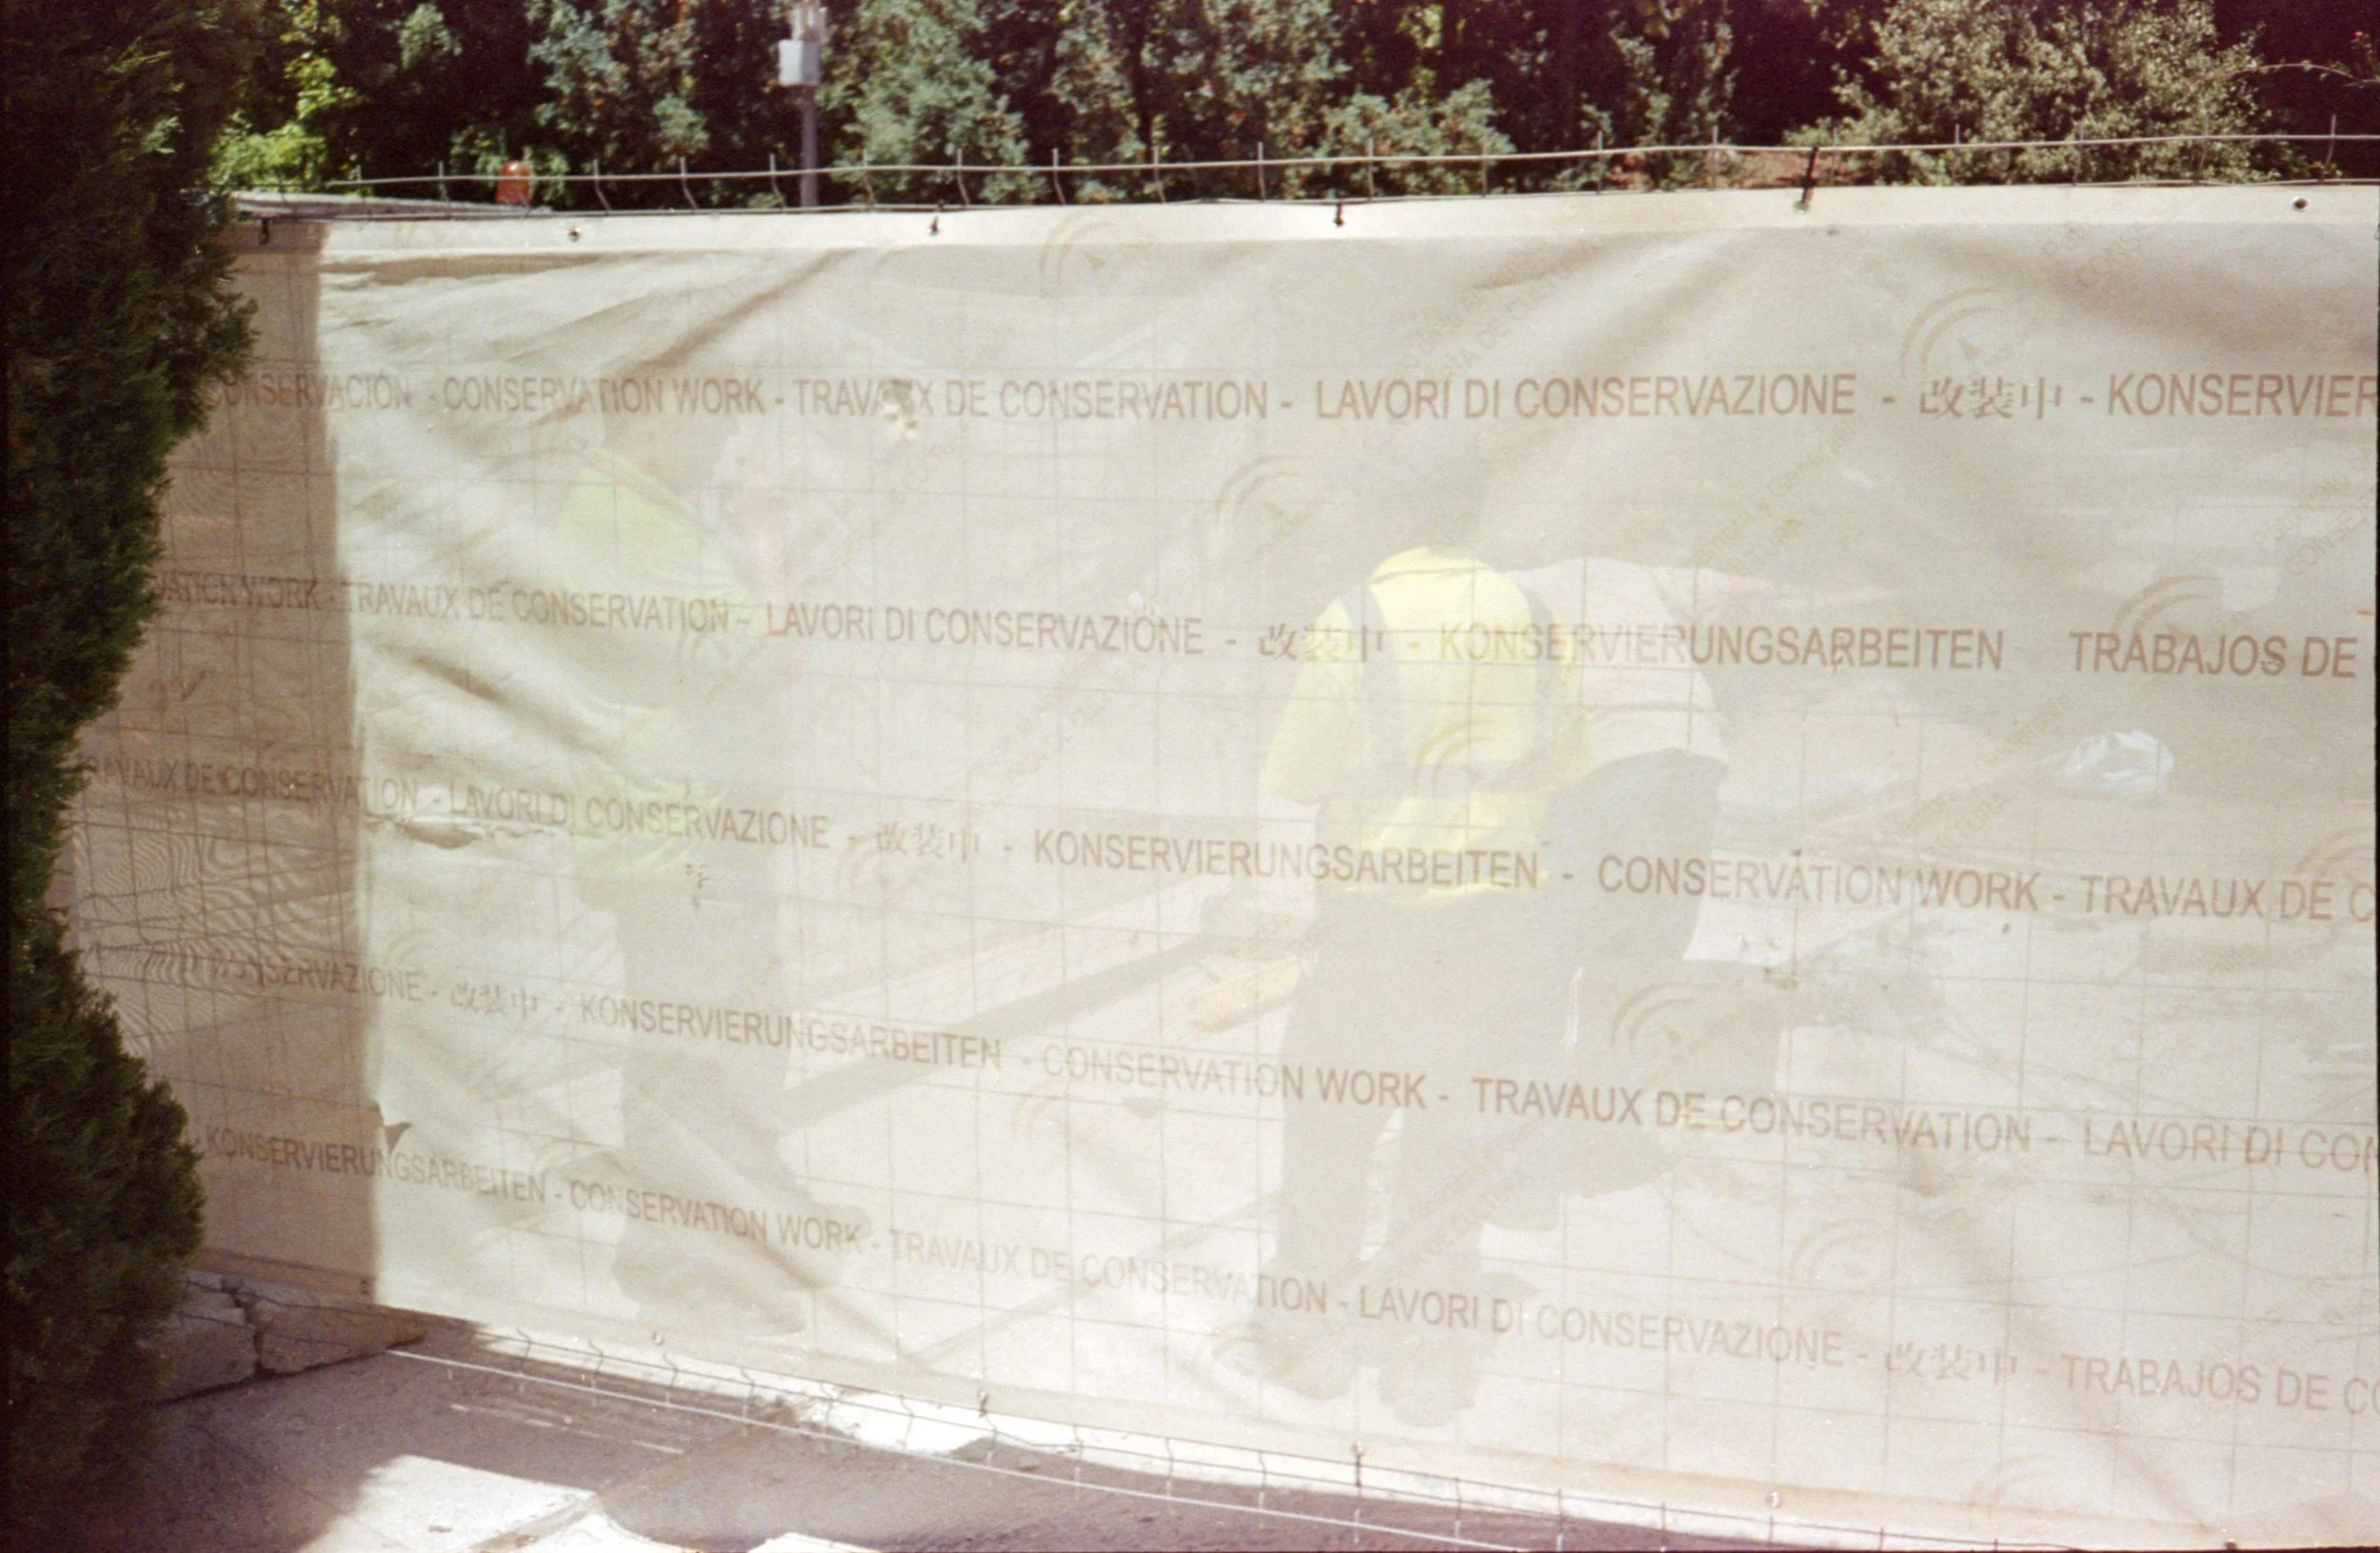 CONSERVACIÓN - CONSERVATION WORK - TRAVAUX DE CONSERVATION - LAVORI DI CONSERVAZIONE - 改装中 - KONSERVIER
VATION WORK - TRAVAUX DE CONSERVATION - LAVORI DI CONSERVAZIONE - 改装中 - KONSERVIERUNGSARBEITEN TRABAJOS DE
TRAVAUX DE CONSERVATION - LAVORI DI CONSERVAZIONE - 改装中 - KONSERVIERUNGSARBEITEN - CONSERVATION WORK - TRAVAUX DE C
CONSERVAZIONE - 改装中 - KONSERVIERUNGSARBEITEN - CONSERVATION WORK - TRAVAUX DE CONSERVATION - LAVORI DI CON
KONSERVIERUNGSARBEITEN - CONSERVATION WORK - TRAVAUX DE CONSERVATION - LAVORI DI CONSERVAZIONE - 改装中 - TRABAJOS DE C